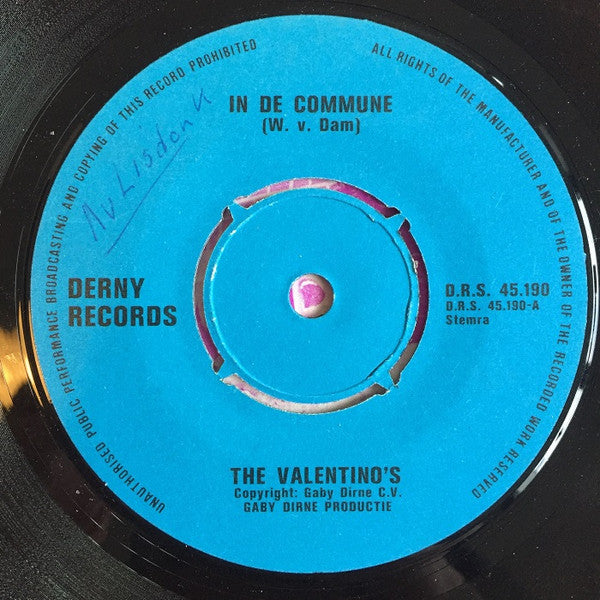 UNAUTHORISED PUBLIC PERFORMANCE BROADCASTING AND COPYING OF THIS RECORD PROHIBITED
ALL RIGHTS OF THE MANUFACTURER AND OF THE OWNER OF THE RECORDED WORK RESERVED
IN DE COMMUNE
(W. v. Dam)
DERNY
RECORDS
D.R.S. 45.190
D.R.S. 45.190-A
Stemra
THE VALENTINO'S
Copyright: Gaby Dirne C.V.
GABY DIRNE PRODUCTIE